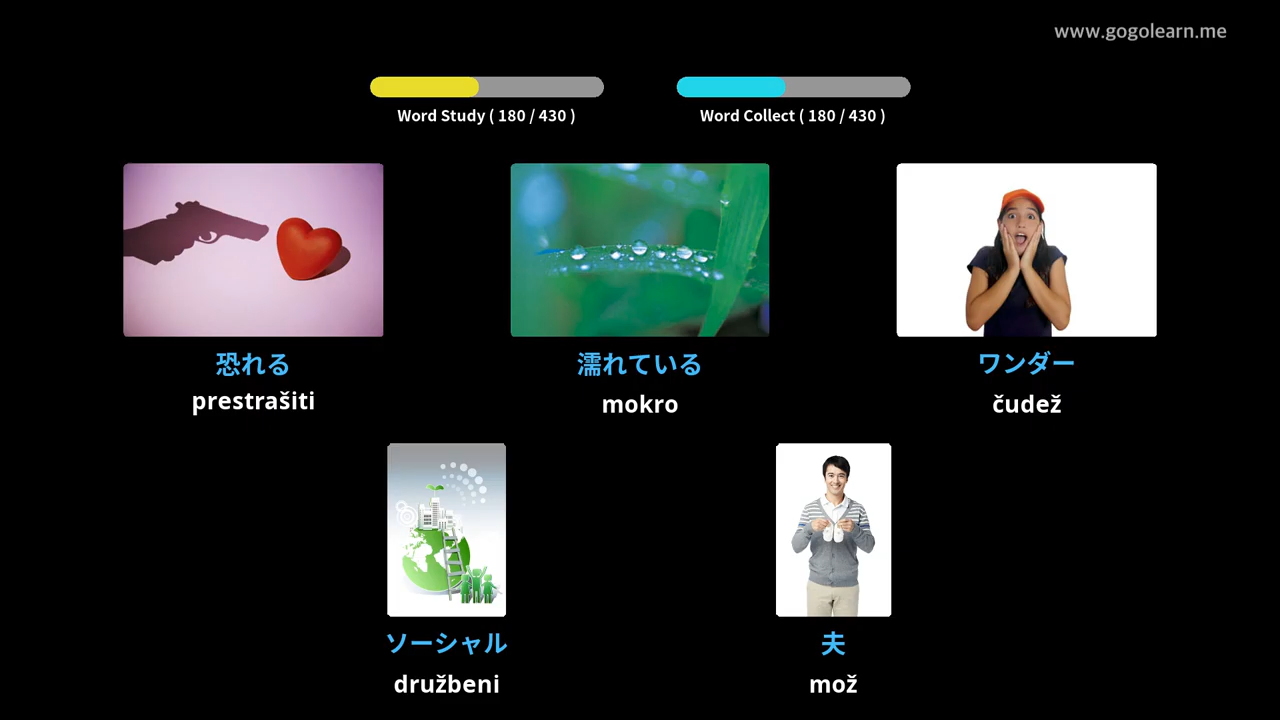 www.gogolearn.me
Word Study ( 180 / 430 )
Word Collect ( 180 / 430 )
恐れる
濡れている
ワンダー
prestrašiti
mokro
čudež
ソーシャル
夫
družbeni
mož